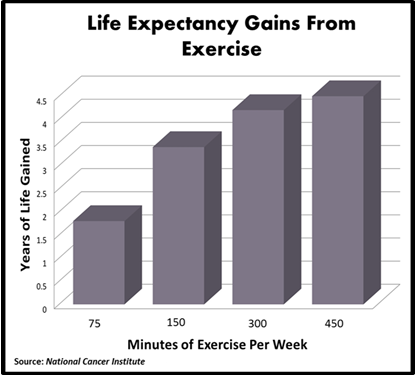 Life Expectancy Gains From
Exercise
Years of Life Gained
4.5
4
3.5
3
2.5
2
1.5
1
0.5
0
75 150 300 450
Minutes of Exercise Per Week
Source: National Cancer Institute